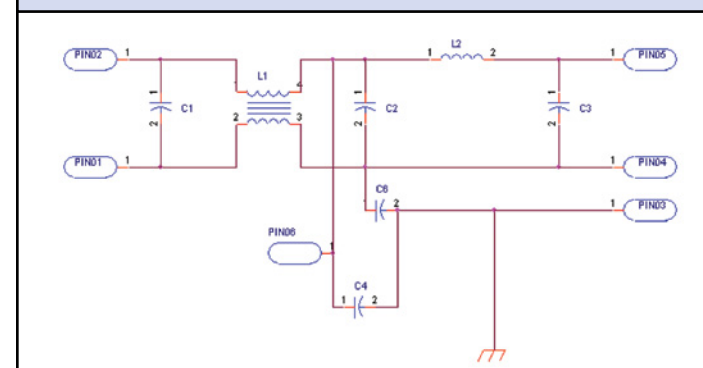 PIN02 1 1 L2 2 1 PIN05
L1
1 4
1 C1 2
1 C2 2
1 C3 2
2 3
PIN01 1 1 PIN04
C6
2 1 PIN03
1
PIN06 1
C4
1 2